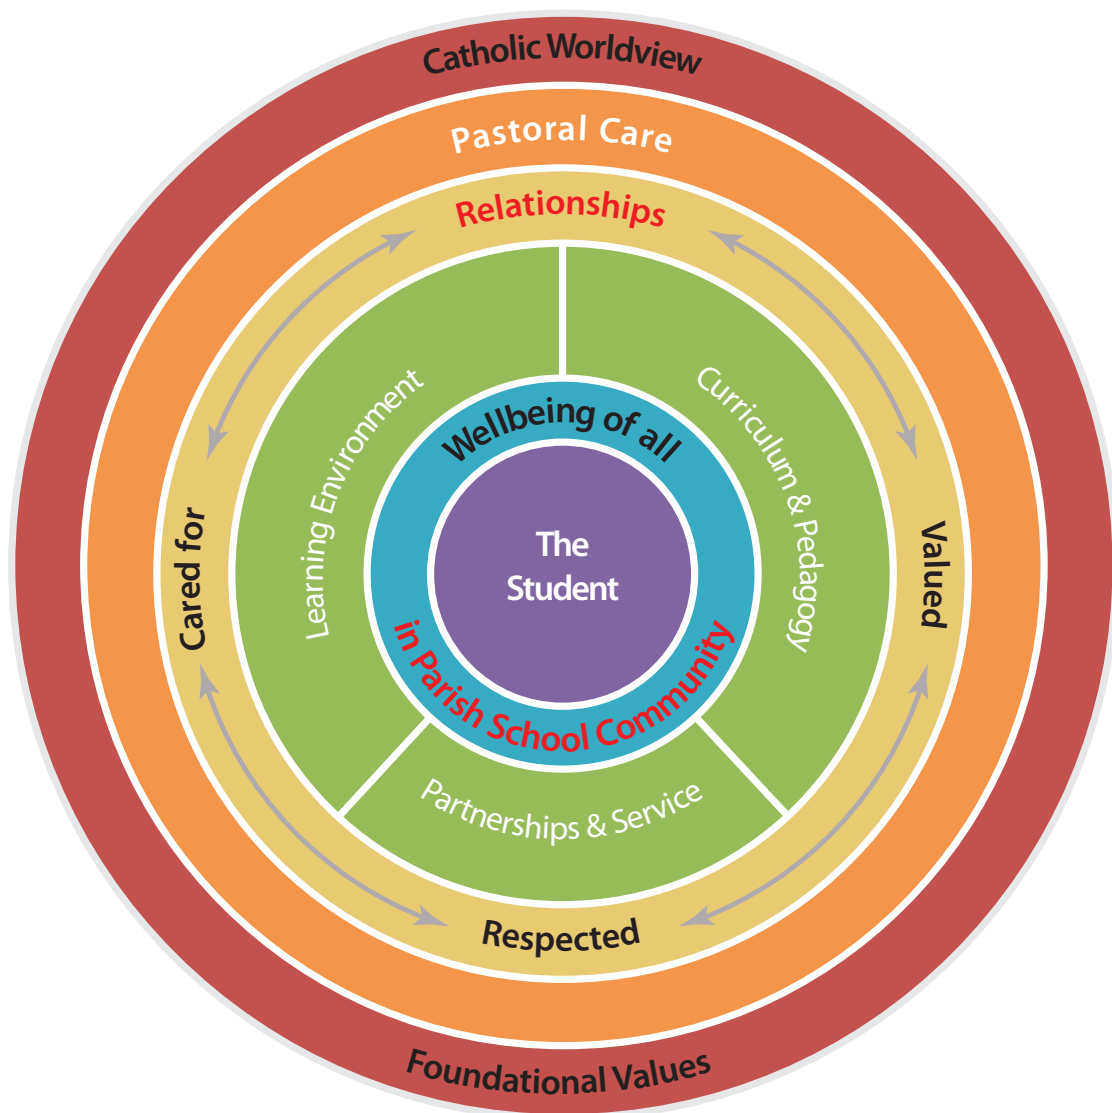 Catholic Worldview
Pastoral Care
Relationships
Learning Environment
Curriculum & Pedagogy
Wellbeing of all
The
Student
in Parish School Community
Cared for
Valued
Partnerships & Service
Respected
Foundational Values